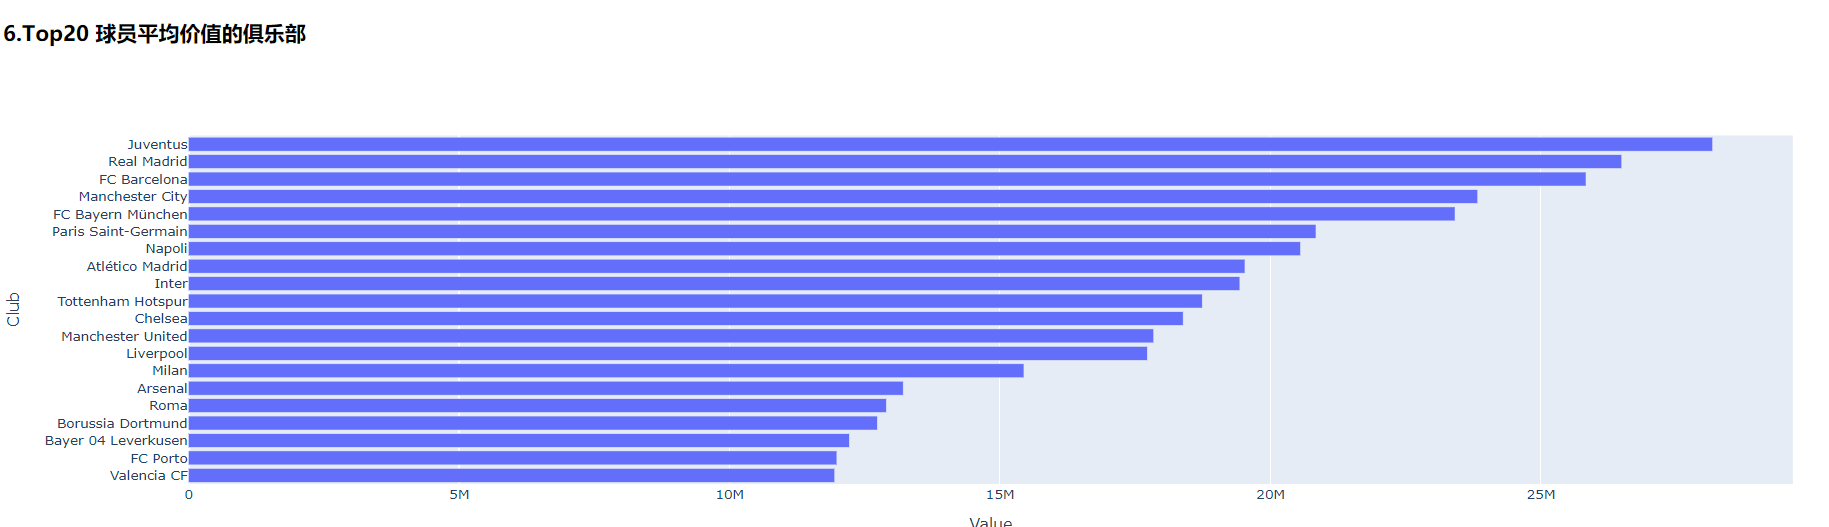 6.Top20 球员平均价值的俱乐部
Club
Juventus
Real Madrid
FC Barcelona
Manchester City
FC Bayern München
Paris Saint-Germain
Napoli
Atlético Madrid
Inter
Tottenham Hotspur
Chelsea
Manchester United
Liverpool
Milan
Arsenal
Roma
Borussia Dortmund
Bayer 04 Leverkusen
FC Porto
Valencia CF
0 5M 10M 15M 20M 25M
Value